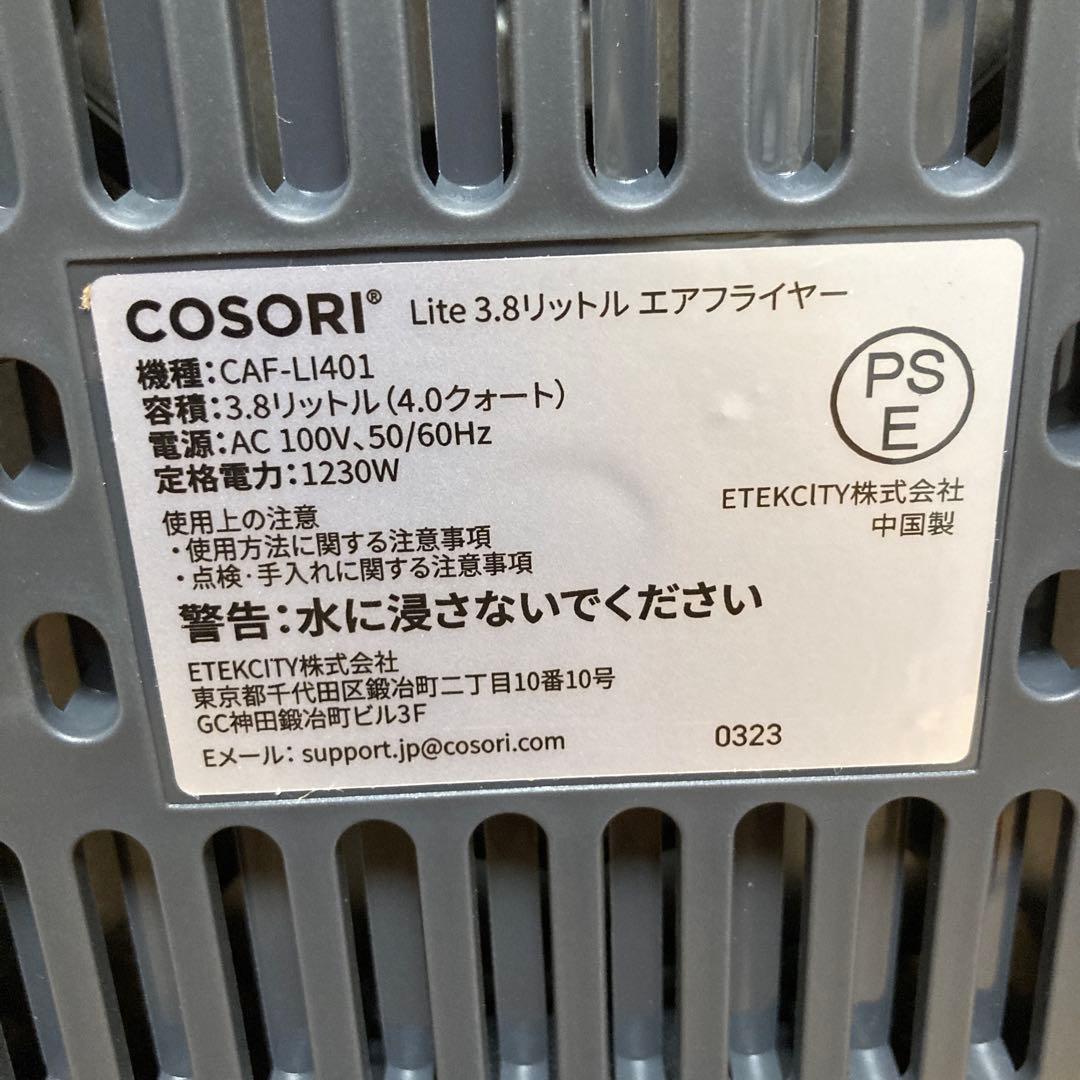 COSORI® Lite 3.8リットル エアフライヤー
機種:CAF-LI401
容積:3.8リットル(4.0クォート)
電源:AC 100V、50/60Hz
定格電力:1230W
PS
E
ETEKCITY株式会社
中国製
使用上の注意
・使用方法に関する注意事項
・点検·手入れに関する注意事項
警告:水に浸さないでください
ETEKCITY株式会社
東京都千代田区鍛冶町二丁目10番10号
GC神田鍛冶町ビル3F
Eメール: support.jp@cosori.com
0323